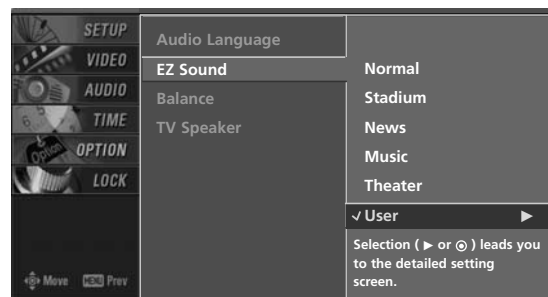 SETUP
VIDEO
AUDIO
TIME
OPTION
LOCK
Move MENU Prev
Audio Language
EZ Sound
Balance
TV Speaker
Normal
Stadium
News
Music
Theater
✓ User ▶
Selection ( ▶ or ⊙ ) leads you
to the detailed setting
screen.